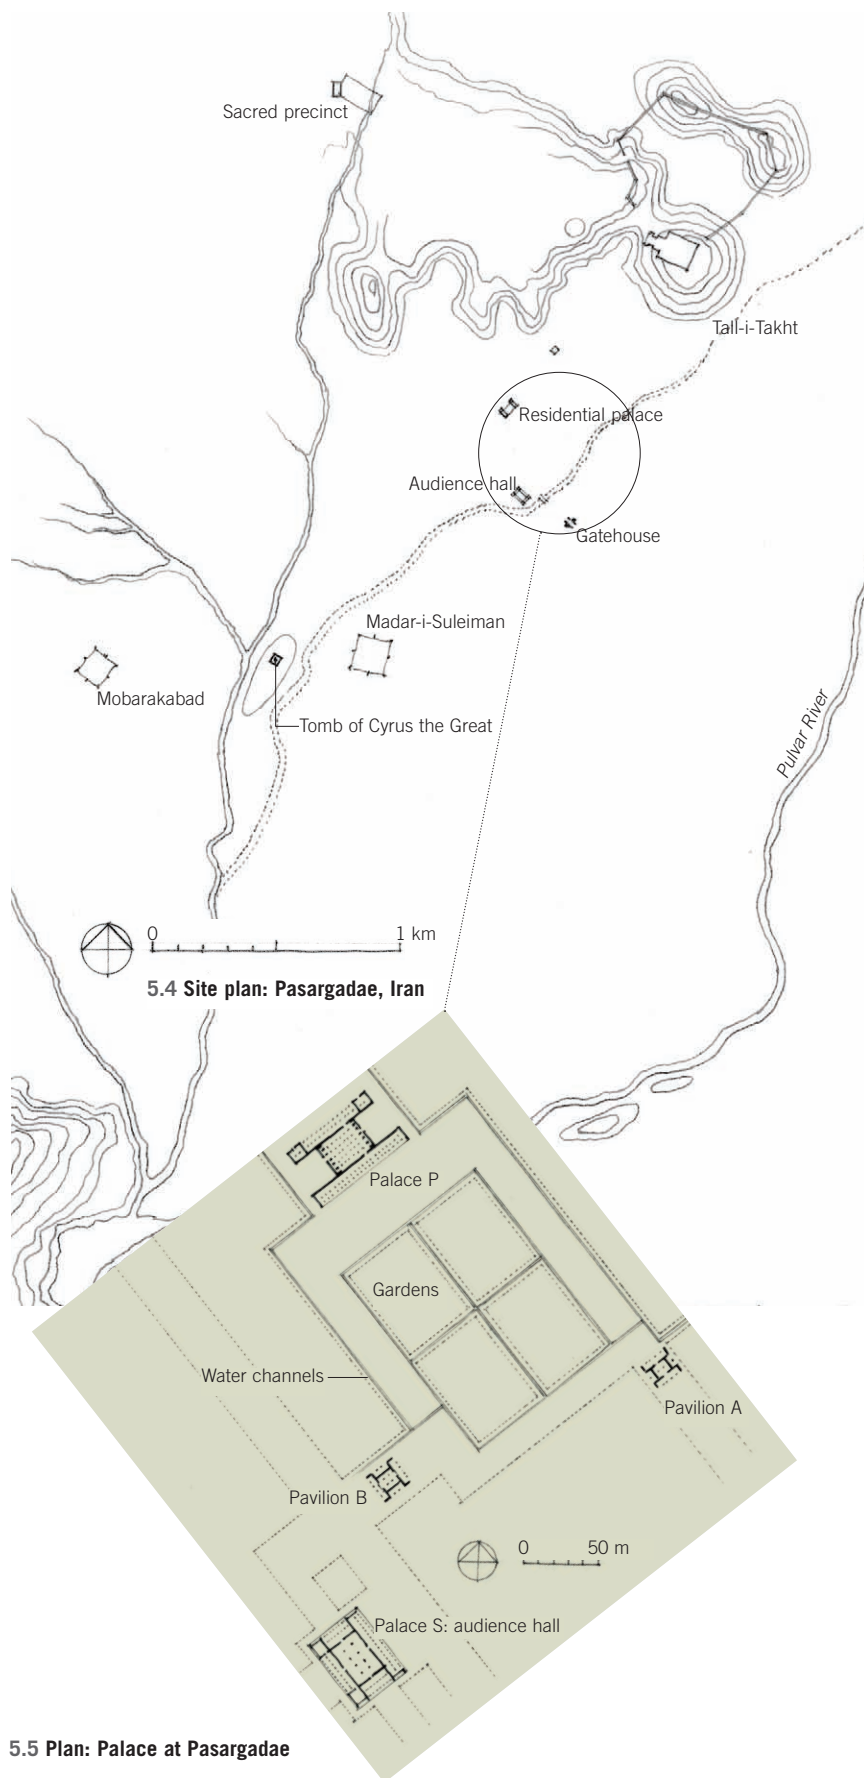 Sacred precinct
Tall-i-Takht
Residential palace
Audience hall
Gatehouse
Madar-i-Suleiman
Mobarakabad
Tomb of Cyrus the Great
Pulvar River
0 1 km
5.4 Site plan: Pasargadae, Iran
Palace P
Gardens
Water channels
Pavilion A
Pavilion B
0 50 m
Palace S: audience hall
5.5 Plan: Palace at Pasargadae